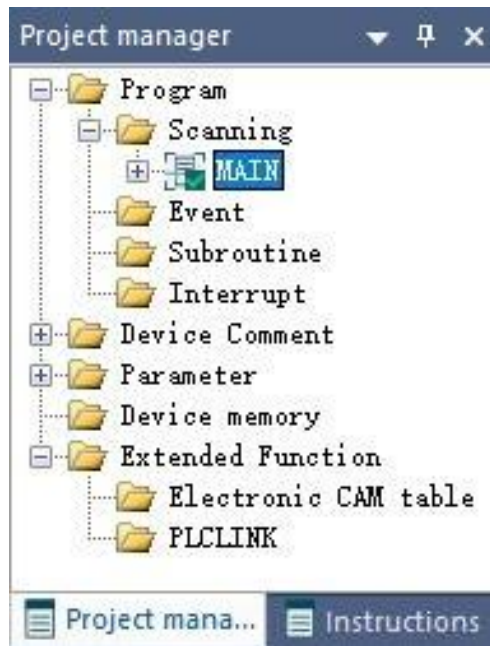 Project manager
Program
Scanning
MAIN
Event
Subroutine
Interrupt
Device Comment
Parameter
Device memory
Extended Function
Electronic CAM table
PLCLINK
Project mana... Instructions